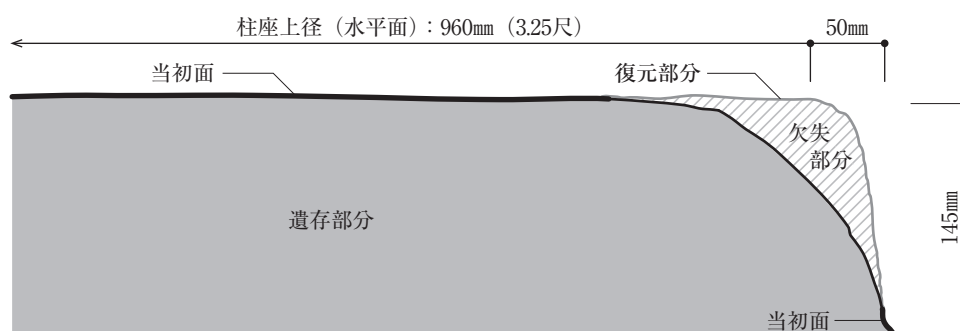 柱座上径（水平面）：960㎜（3.25尺）
50㎜
当初面
復元部分
欠失
部分
遺存部分
145㎜
当初面